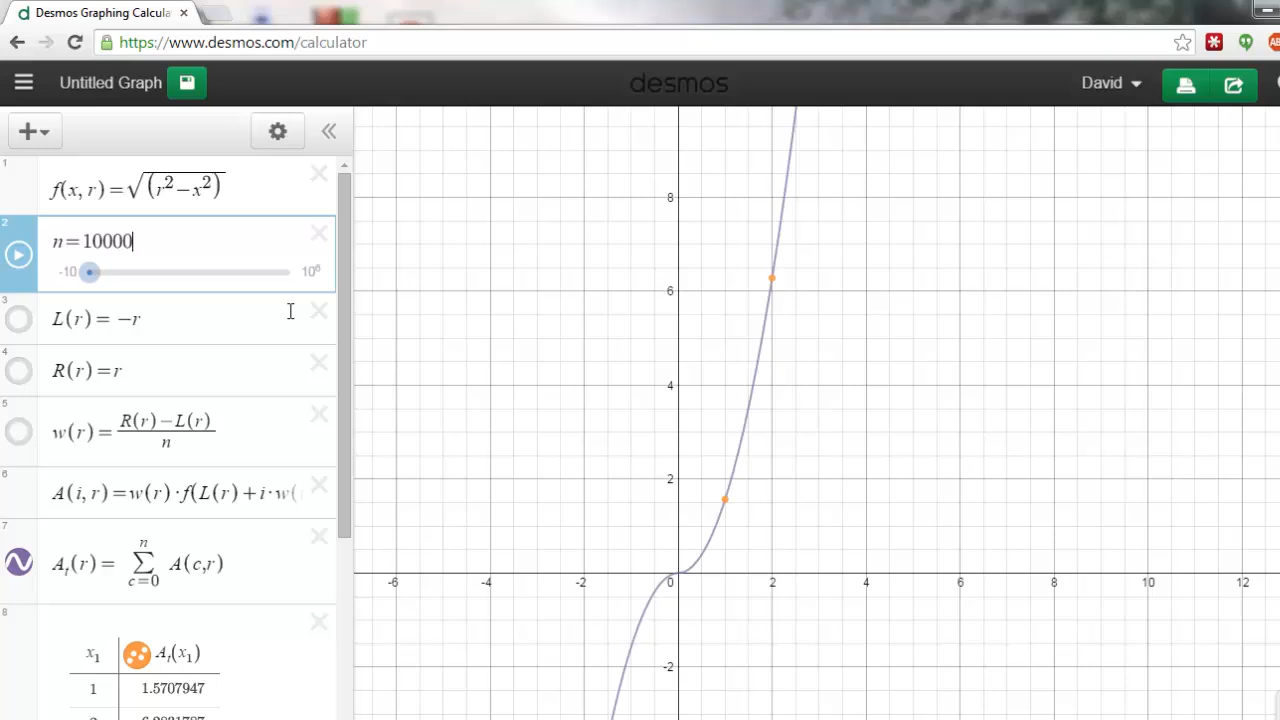 Desmos Graphing Calcula
https://www.desmos.com/calculator
Untitled Graph
desmos
David
1
f(x, r) = √(r² − x²)
2
n = 10000
-10
10⁶
3
L(r) = −r
4
R(r) = r
5
w(r) = (R(r) − L(r)) / n
6
A(i, r) = w(r) · f(L(r) + i · w(
7
Aₜ(r) = ∑ c=0 n A(c,r)
8
x₁ Aₜ(x₁)
1 1.5707947
8
6
4
2
-6 -4 -2 0 2 4 6 8 10 12
-2